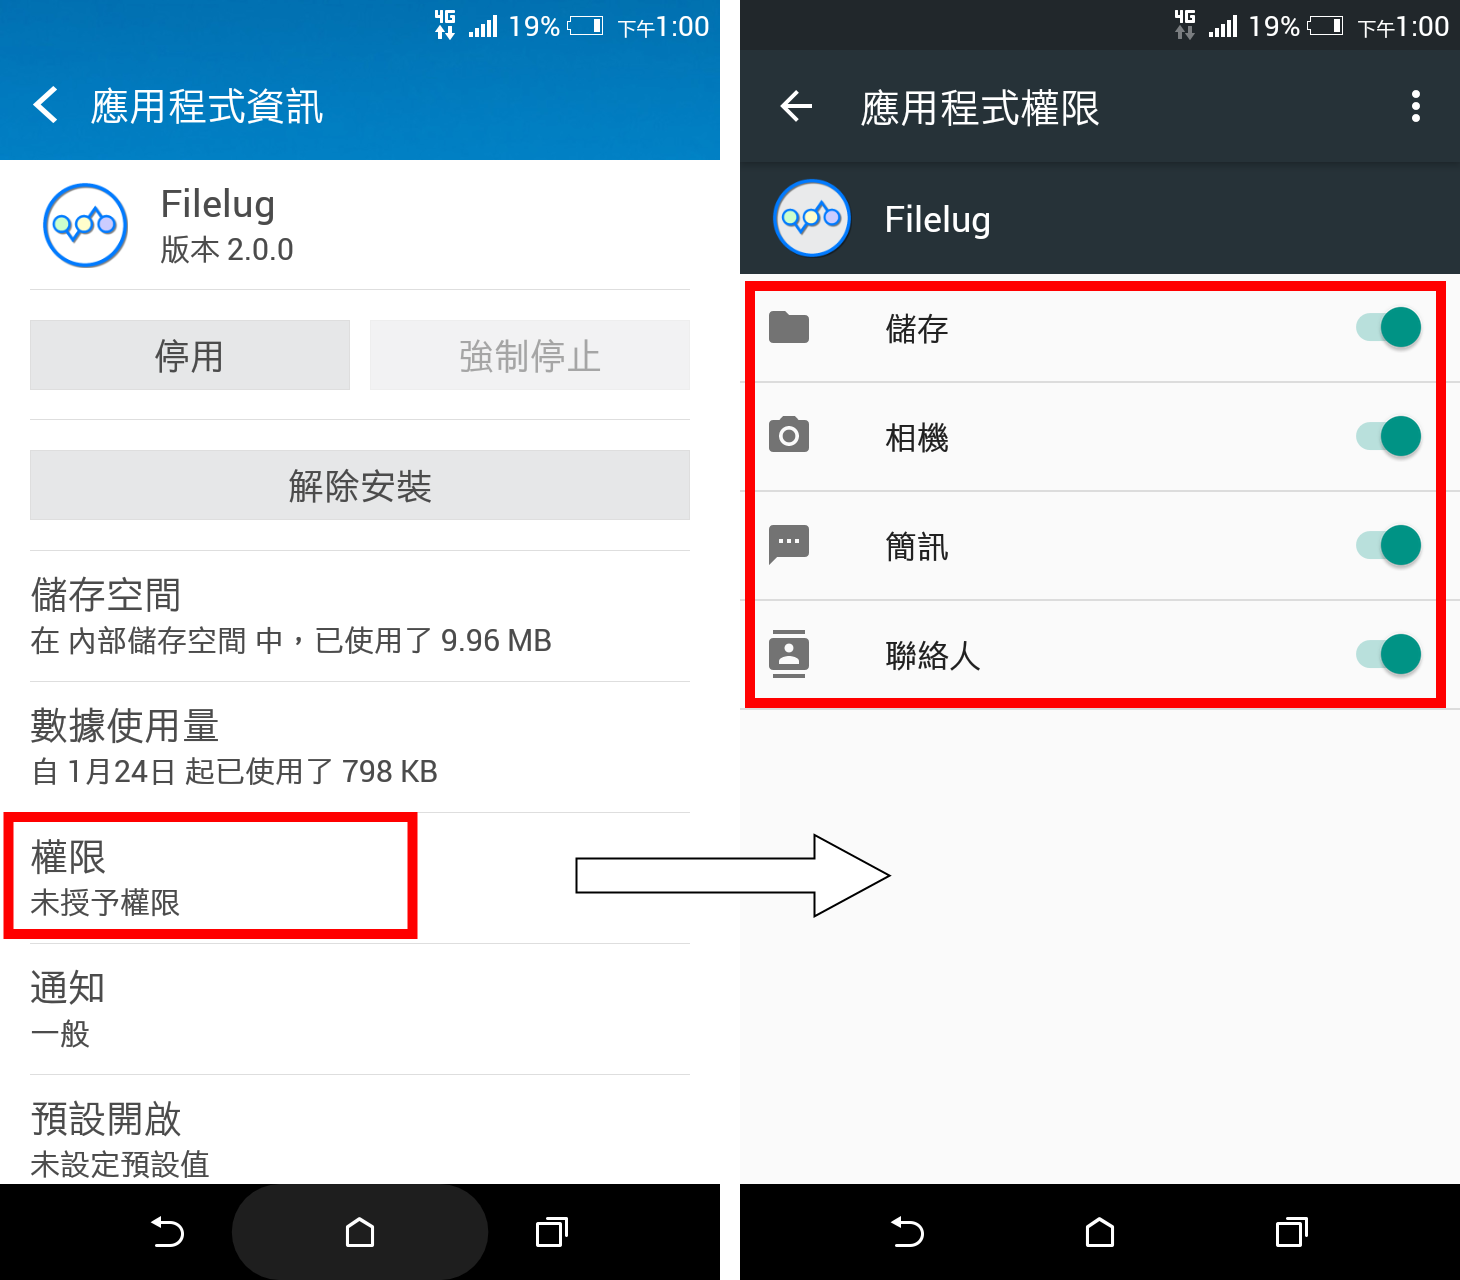 4G 19% 下午1:00
應用程式資訊
Filelug
版本 2.0.0
停用
強制停止
解除安裝
儲存空間
在 內部儲存空間 中，已使用了 9.96 MB
數據使用量
自 1月24日 起已使用了 798 KB
權限
未授予權限
通知
一般
預設開啟
未設定預設值
4G 19% 下午1:00
應用程式權限
Filelug
儲存
相機
簡訊
聯絡人